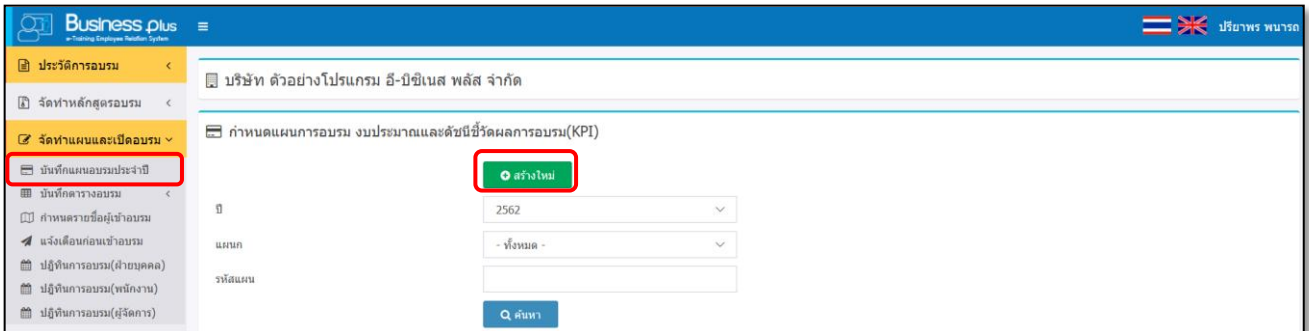 Business Plus
e-Training Employee Relation System
ปรียาพร พนารถ
ประวัติการอบรม
จัดทำหลักสูตรอบรม
จัดทำแผนและเปิดอบรม
บันทึกแผนอบรมประจำปี
บันทึกตารางอบรม
กำหนดรายชื่อผู้เข้าอบรม
แจ้งเตือนก่อนเข้าอบรม
ปฏิทินการอบรม(ฝ่ายบุคคล)
ปฏิทินการอบรม(พนักงาน)
ปฏิทินการอบรม(ผู้จัดการ)
บริษัท ตัวอย่างโปรแกรม อี-บิซิเนส พลัส จำกัด
กำหนดแผนการอบรม งบประมาณและดัชนีชี้วัดผลการอบรม(KPI)
สร้างใหม่
ปี 2562
แผนก - ทั้งหมด -
รหัสแผน
ค้นหา